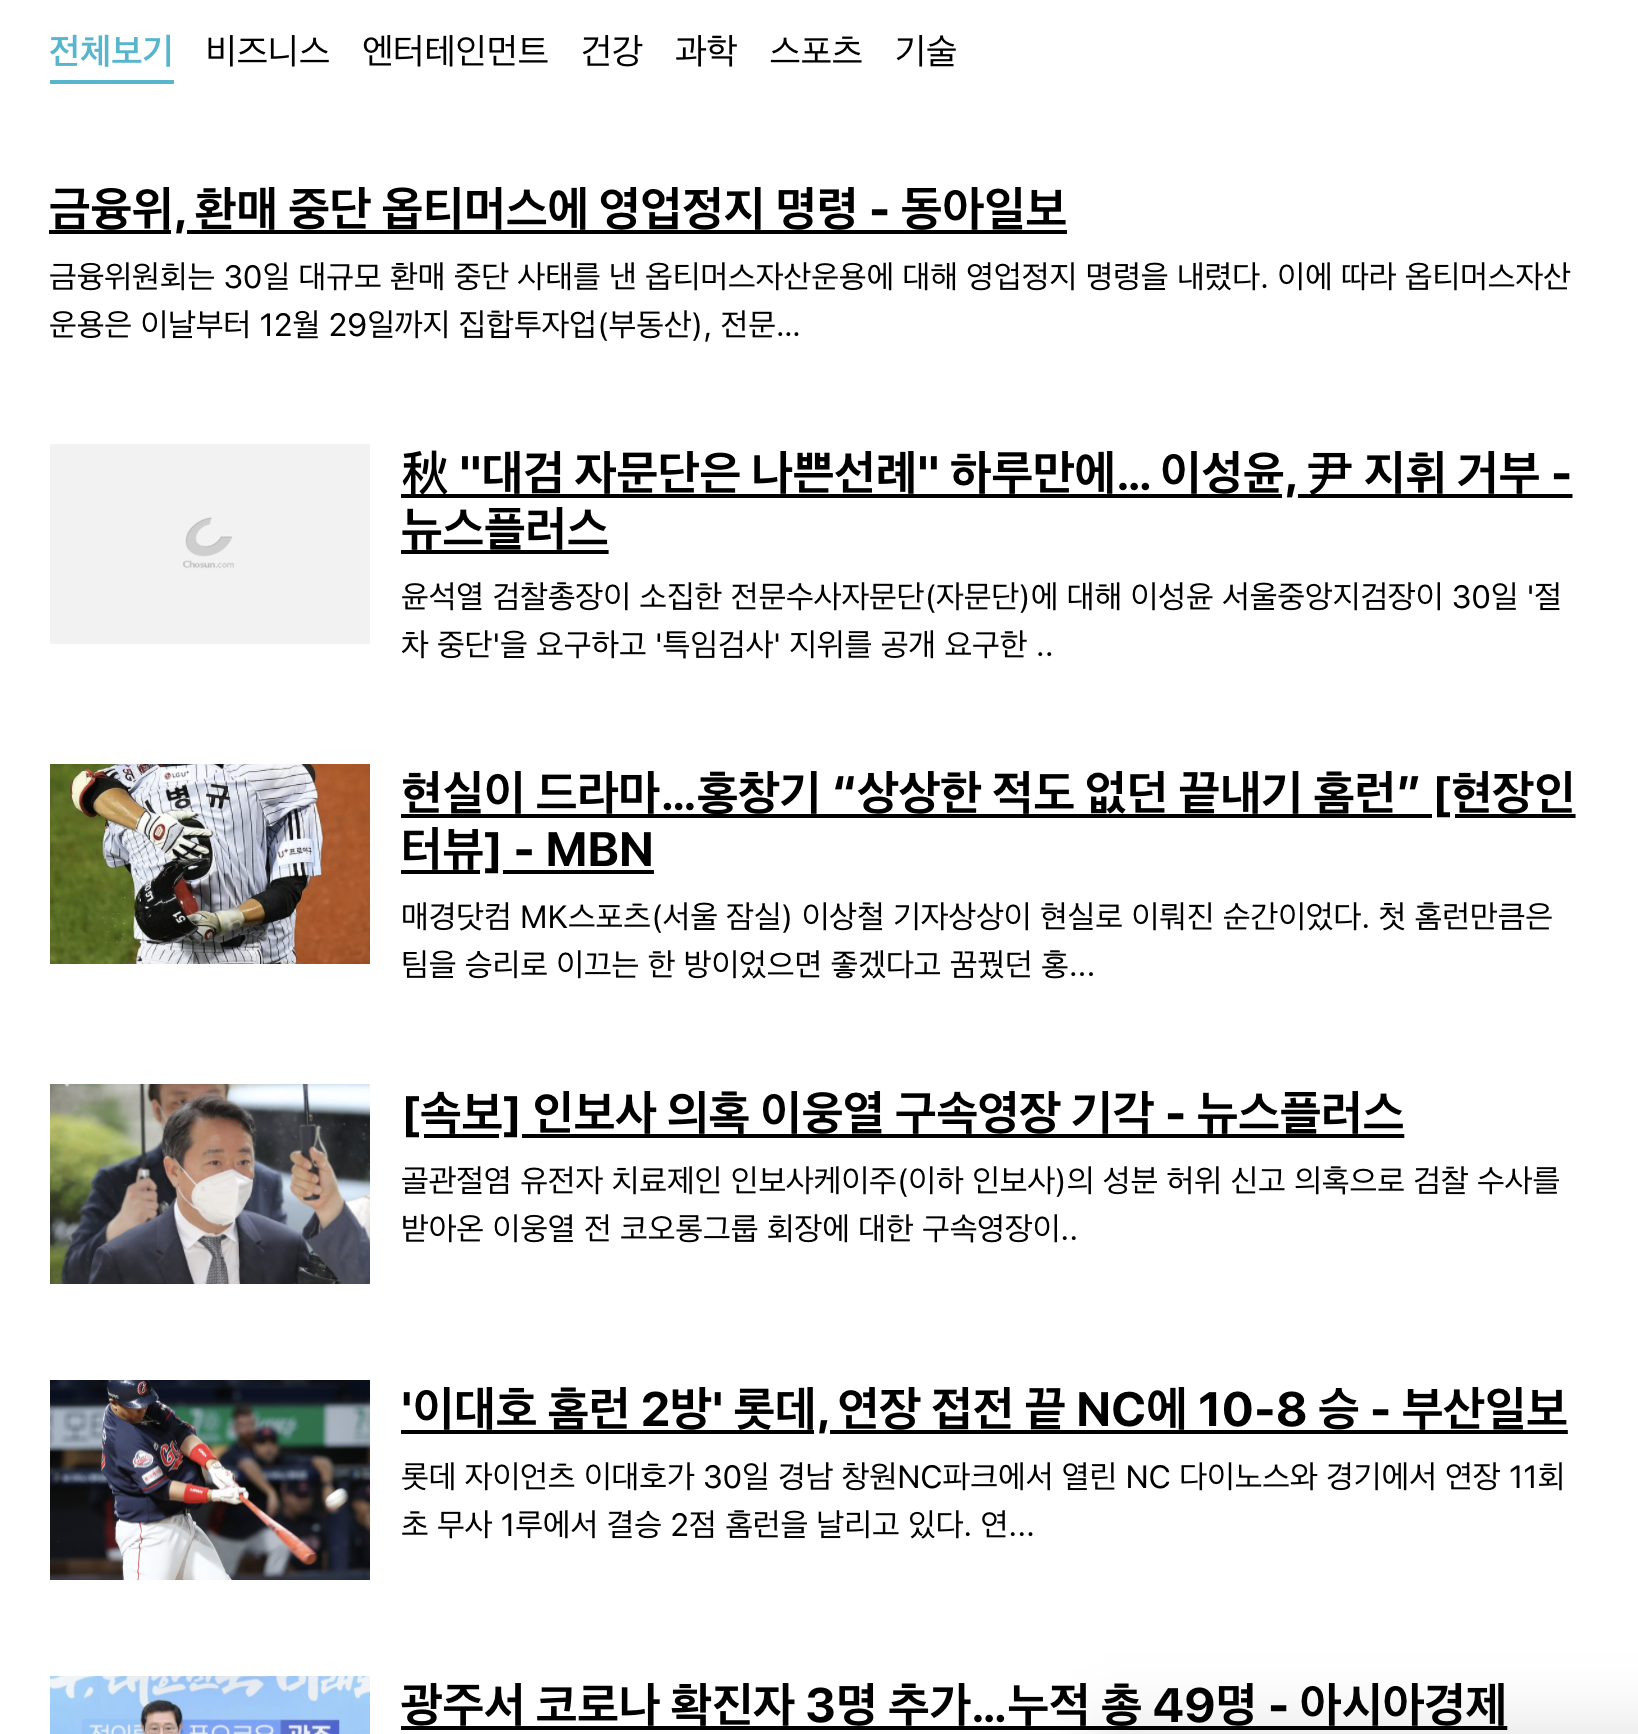 전체보기 비즈니스 엔터테인먼트 건강 과학 스포츠 기술
금융위, 환매 중단 옵티머스에 영업정지 명령 - 동아일보
금융위원회는 30일 대규모 환매 중단 사태를 낸 옵티머스자산운용에 대해 영업정지 명령을 내렸다. 이에 따라 옵티머스자산
운용은 이날부터 12월 29일까지 집합투자업(부동산), 전문...
Chosun.com
秋 "대검 자문단은 나쁜선례" 하루만에... 이성윤, 尹 지휘 거부 -
뉴스플러스
윤석열 검찰총장이 소집한 전문수사자문단(자문단)에 대해 이성윤 서울중앙지검장이 30일 '절
차 중단'을 요구하고 '특임검사' 지위를 공개 요구한 ..
LG U+
병규
U+프로야구
51
현실이 드라마…홍창기 “상상한 적도 없던 끝내기 홈런” [현장인
터뷰] - MBN
매경닷컴 MK스포츠(서울 잠실) 이상철 기자상상이 현실로 이뤄진 순간이었다. 첫 홈런만큼은
팀을 승리로 이끄는 한 방이었으면 좋겠다고 꿈꿨던 홍...
[속보] 인보사 의혹 이웅열 구속영장 기각 - 뉴스플러스
골관절염 유전자 치료제인 인보사케이주(이하 인보사)의 성분 허위 신고 의혹으로 검찰 수사를
받아온 이웅열 전 코오롱그룹 회장에 대한 구속영장이..
'이대호 홈런 2방' 롯데, 연장 접전 끝 NC에 10-8 승 - 부산일보
롯데 자이언츠 이대호가 30일 경남 창원NC파크에서 열린 NC 다이노스와 경기에서 연장 11회
초 무사 1루에서 결승 2점 홈런을 날리고 있다. 연...
광주
광주서 코로나 확진자 3명 추가…누적 총 49명 - 아시아경제